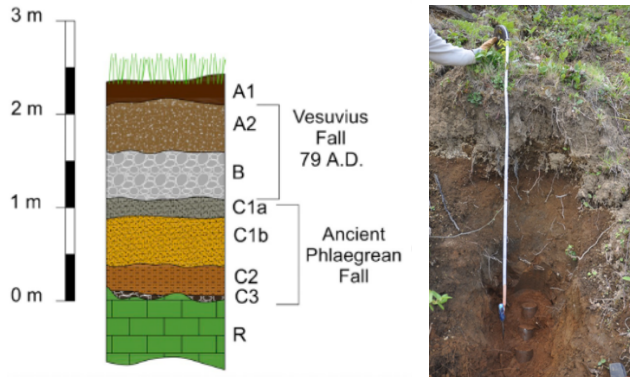 3 m
2 m
1 m
0 m
A1
A2
B
C1a
C1b
C2
C3
R
Vesuvius
Fall
79 A.D.
Ancient
Phlaegrean
Fall